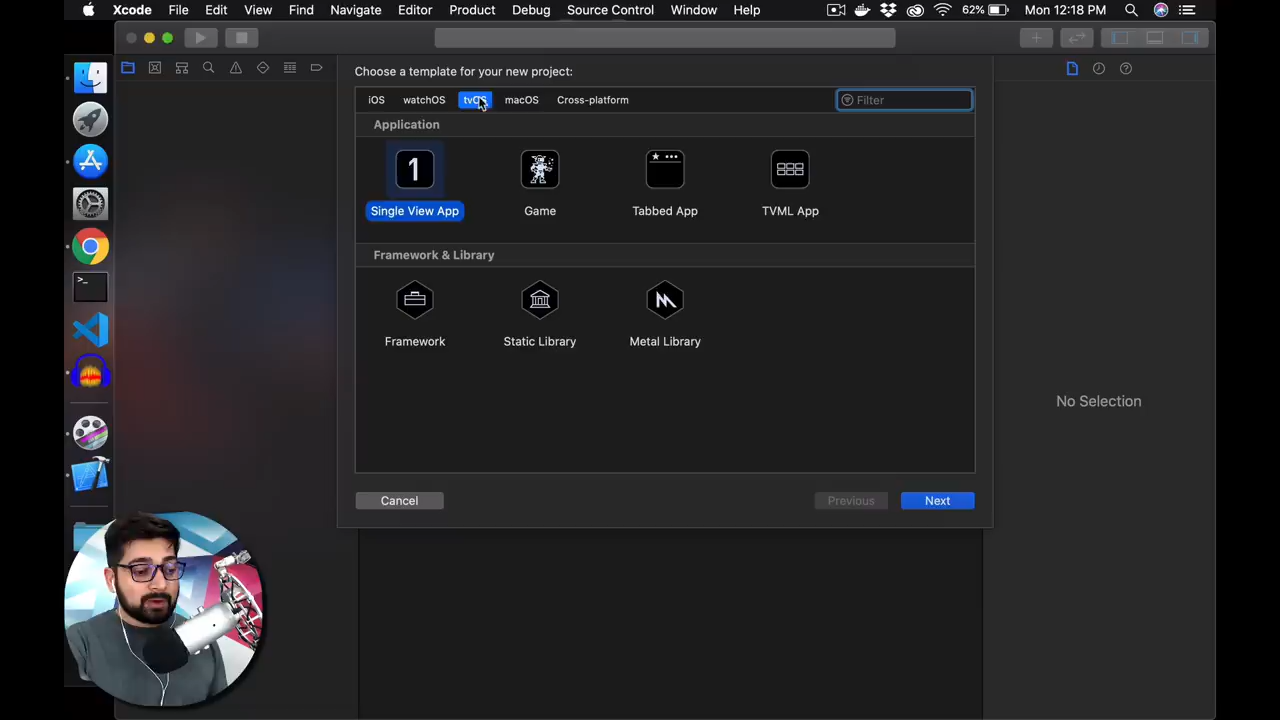 Xcode File Edit View Find Navigate Editor Product Debug Source Control Window Help 62% Mon 12:18 PM
Choose a template for your new project:
iOS watchOS tvOS macOS Cross-platform Filter
Application
1
Single View App Game Tabbed App TVML App
Framework & Library
Framework Static Library Metal Library
No Selection
Cancel Previous Next